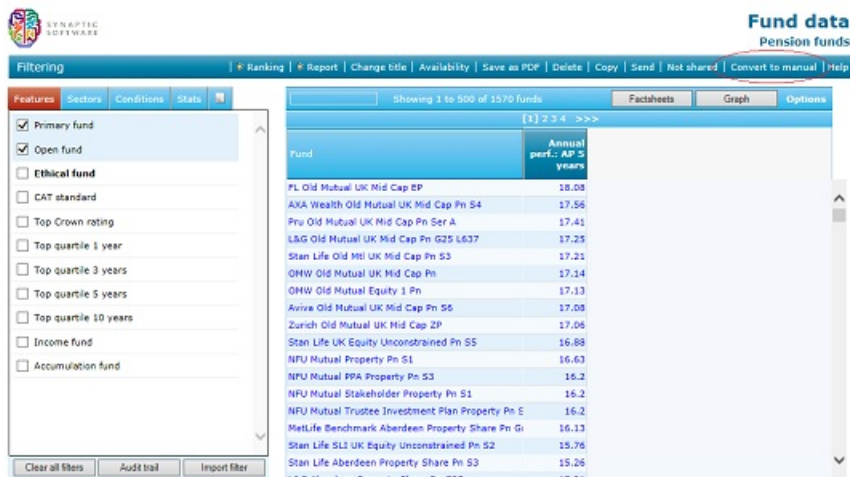 SYNAPTIC
SOFTWARE
Fund data
Pension funds
Filtering | Ranking | Report | Change title | Availability | Save as PDF | Delete | Copy | Send | Not shared | Convert to manual | Help
Features Sectors Conditions Stats
Showing 1 to 500 of 1570 funds Factsheets Graph Options
[1] 2 3 4 >>>
Primary fund
Open fund
Ethical fund
CAT standard
Top Crown rating
Top quartile 1 year
Top quartile 3 years
Top quartile 5 years
Top quartile 10 years
Income fund
Accumulation fund
Clear all filters Audit trail Import filter
Fund Annual perf.: AP 5 years
FL Old Mutual UK Mid Cap EP 18.08
AXA Wealth Old Mutual UK Mid Cap Pn S4 17.56
Pru Old Mutual UK Mid Cap Pn Ser A 17.41
L&G Old Mutual UK Mid Cap Pn G25 L637 17.25
Stan Life Old Mtl UK Mid Cap Pn S3 17.21
OMW Old Mutual UK Mid Cap Pn 17.14
OMW Old Mutual Equity 1 Pn 17.13
Aviva Old Mutual UK Mid Cap Pn S6 17.08
Zurich Old Mutual UK Mid Cap ZP 17.06
Stan Life UK Equity Unconstrained Pn S5 16.88
NFU Mutual Property Pn S1 16.63
NFU Mutual PPA Property Pn S3 16.2
NFU Mutual Stakeholder Property Pn S1 16.2
NFU Mutual Trustee Investment Plan Property Pn S 16.2
MetLife Benchmark Aberdeen Property Share Pn Gr 16.13
Stan Life SLI UK Equity Unconstrained Pn S2 15.76
Stan Life Aberdeen Property Share Pn S3 15.26